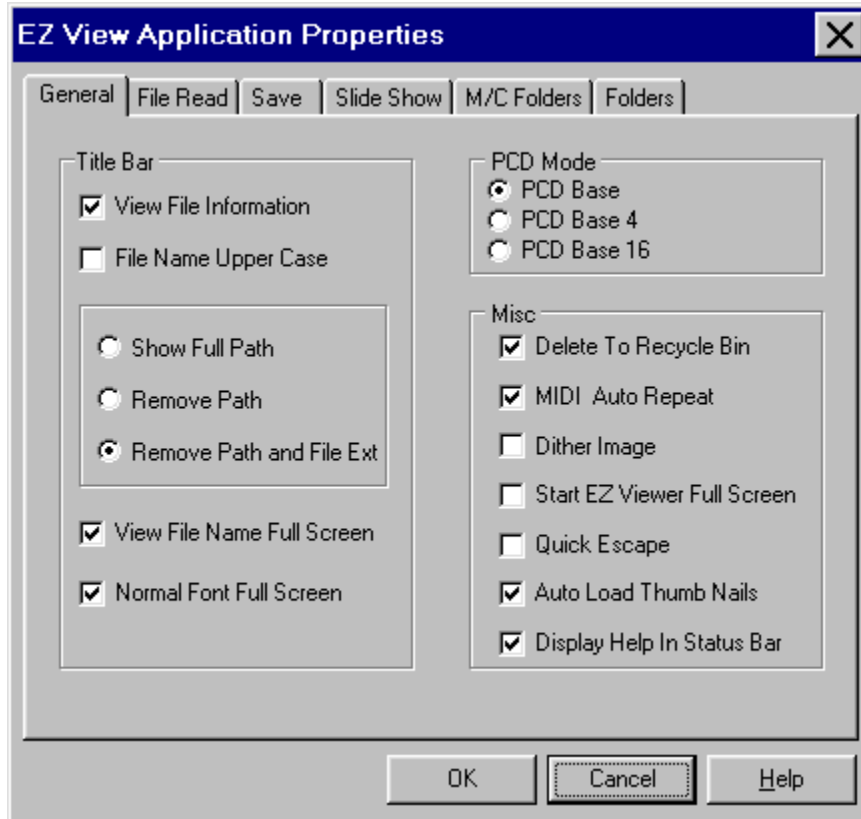 EZ View Application Properties
General File Read Save Slide Show M/C Folders Folders
Title Bar
View File Information
File Name Upper Case
Show Full Path
Remove Path
Remove Path and File Ext
View File Name Full Screen
Normal Font Full Screen
PCD Mode
PCD Base
PCD Base 4
PCD Base 16
Misc
Delete To Recycle Bin
MIDI Auto Repeat
Dither Image
Start EZ Viewer Full Screen
Quick Escape
Auto Load Thumb Nails
Display Help In Status Bar
OK Cancel Help